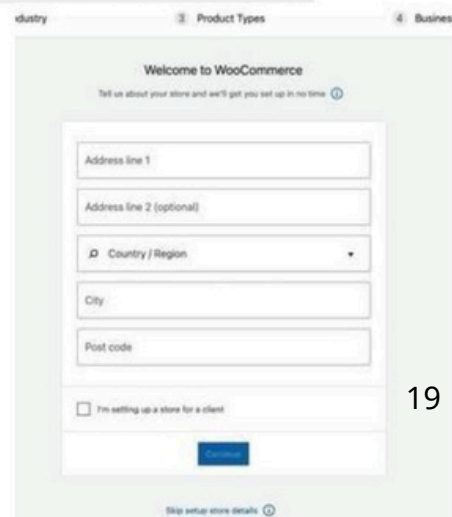 dustry 3 Product Types 4 Busines
Welcome to WooCommerce
Tell us about your store and we'll get you set up in no time
Address line 1
Address line 2 (optional)
Country / Region
City
Post code
I'm setting up a store for a client
19
Continue
Skip setup store details